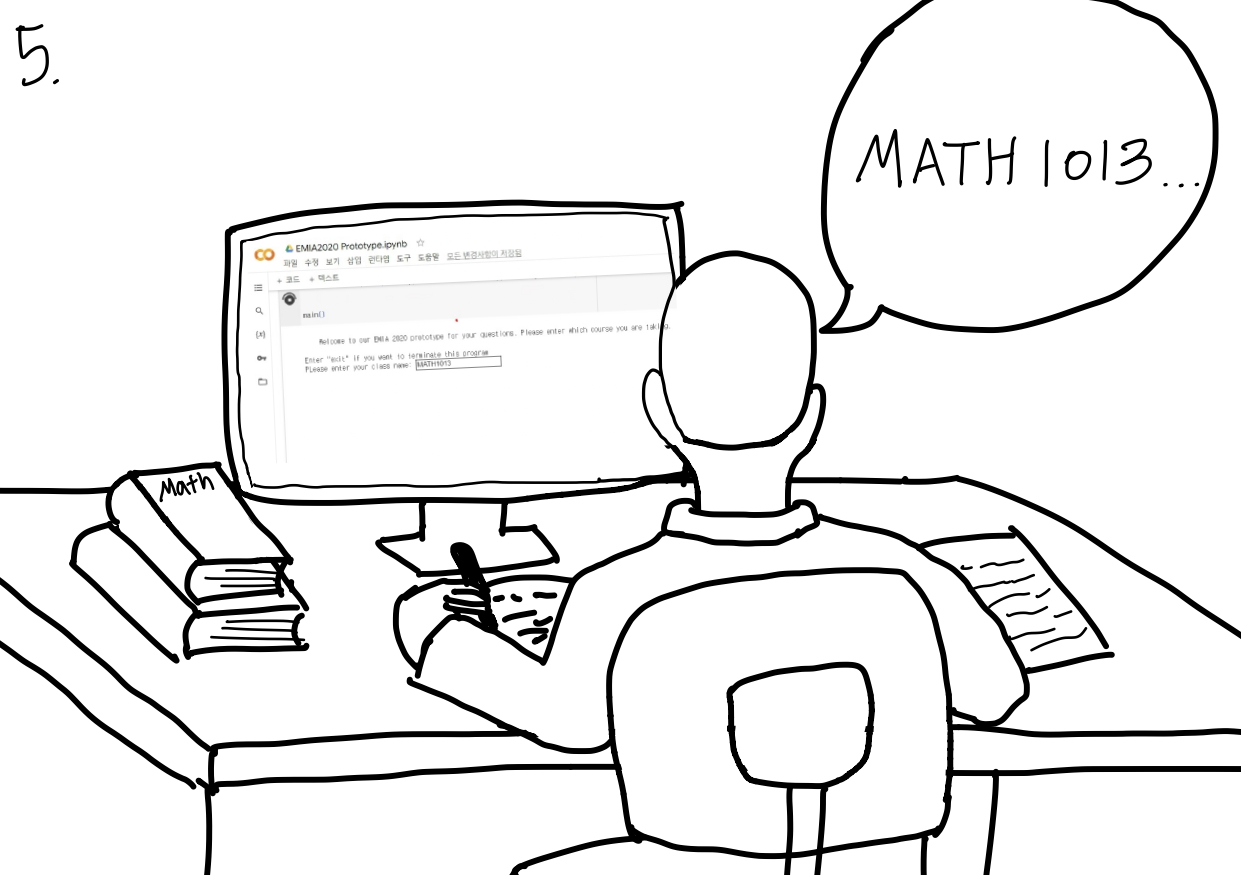 5.
MATH 1013...
EMIA2020 Prototype.ipynb
파일 수정 보기 삽입 런타임 도구 도움말 모든 변경사항이 저장됨
+ 코드 + 텍스트
{x}
main()
Welcome to our EMIA 2020 prototype for your questions. Please enter which course you are taking.
Enter "exit" if you want to terminate this program
Please enter your class name: MATH1013
Math